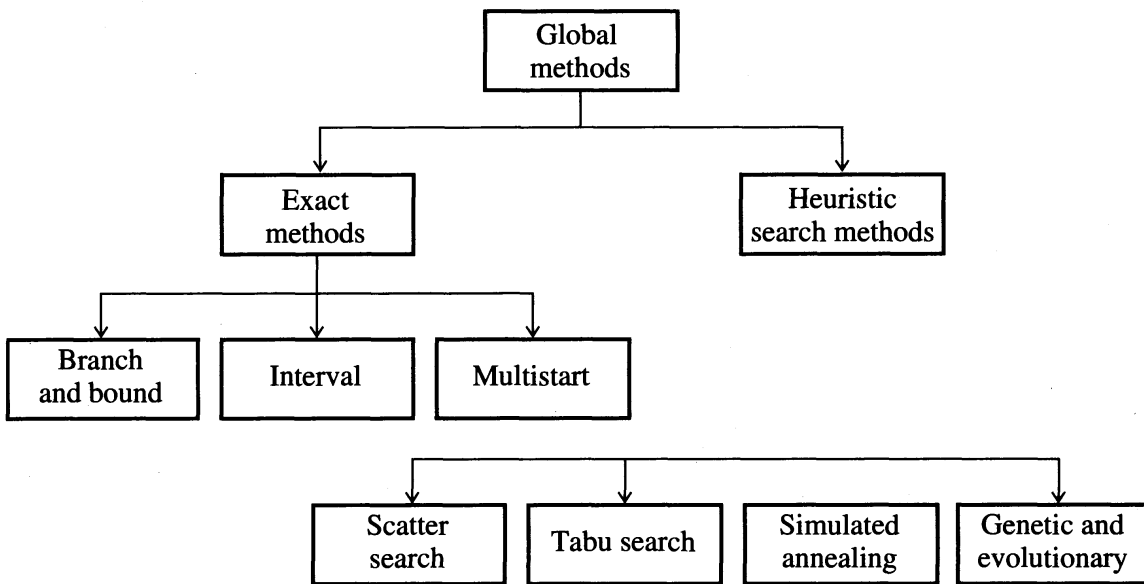 Global
methods
Exact
methods
Heuristic
search methods
Branch
and bound
Interval
Multistart
Scatter
search
Tabu search
Simulated
annealing
Genetic and
evolutionary